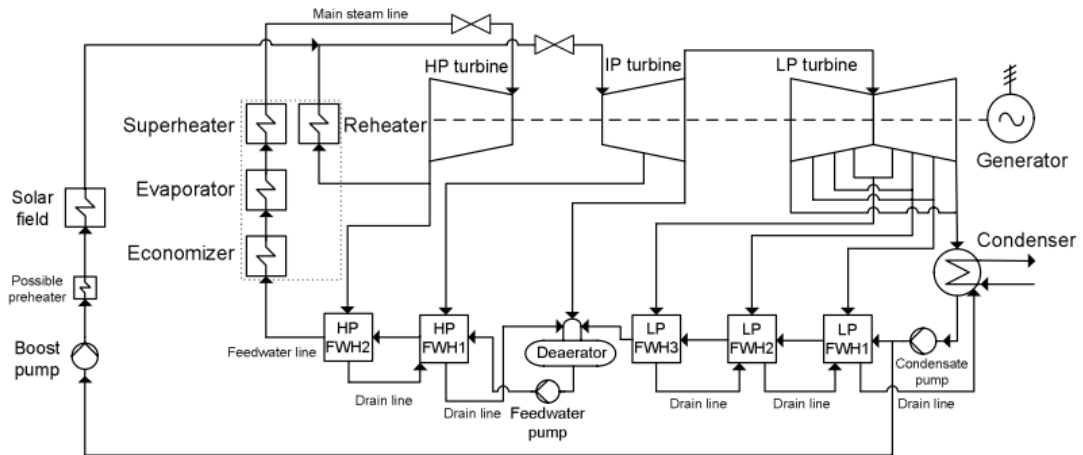 Main steam line
HP turbine
IP turbine
LP turbine
Superheater
Reheater
Generator
Evaporator
Solar
field
Economizer
Condenser
Possible
preheater
Boost
pump
Feedwater line
HP
FWH2
HP
FWH1
Deaerator
LP
FWH3
LP
FWH2
LP
FWH1
Condensate
pump
Drain line
Drain line
Feedwater
pump
Drain line
Drain line
Drain line